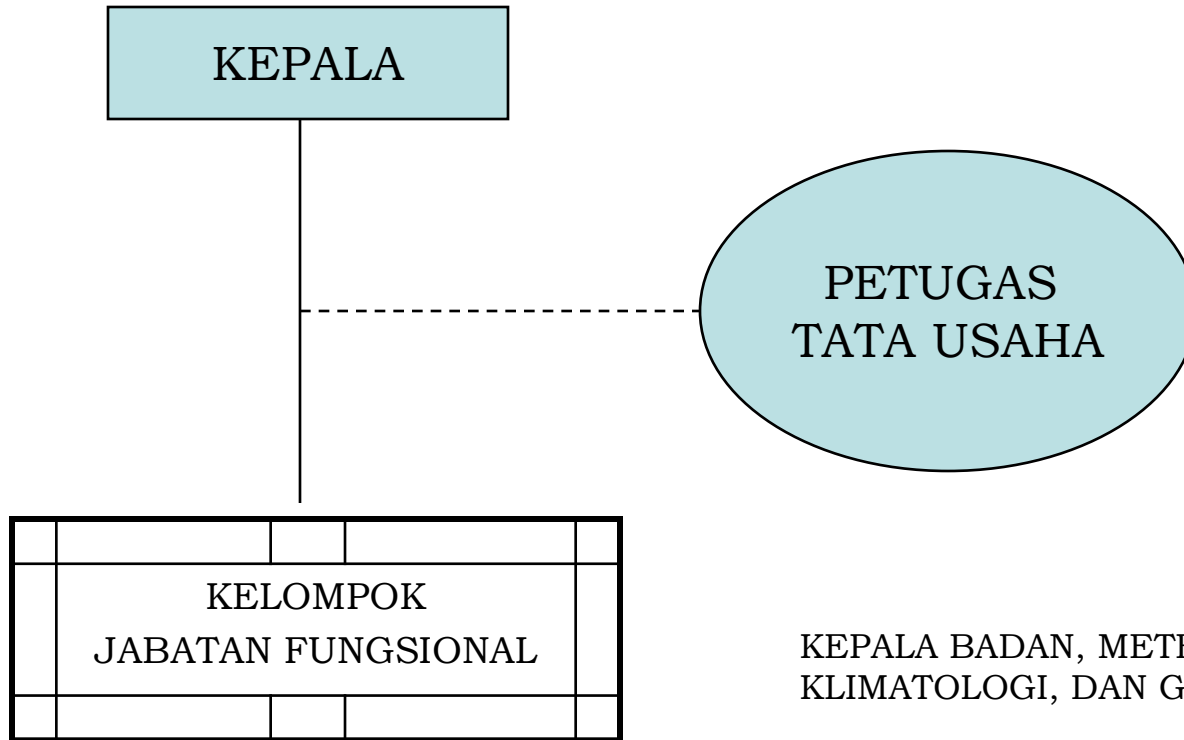 KEPALA
PETUGAS
TATA USAHA
KELOMPOK
JABATAN FUNGSIONAL
KEPALA BADAN,
KLIMATOLOGI, DAN